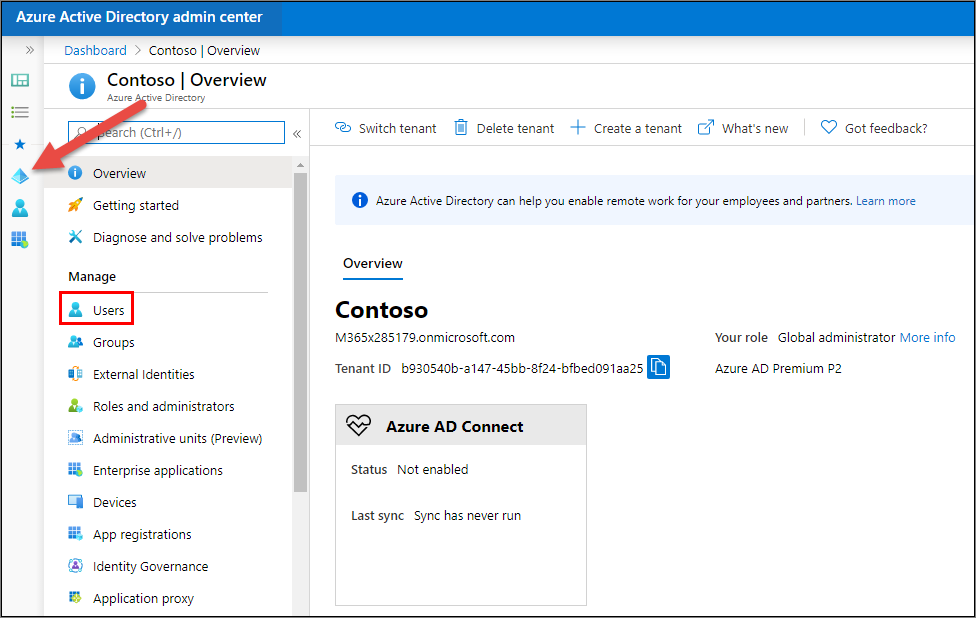 Azure Active Directory admin center
Dashboard > Contoso | Overview
Contoso | Overview
Azure Active Directory
Search (Ctrl+/)
Switch tenant
Delete tenant
Create a tenant
What's new
Got feedback?
Overview
Getting started
Diagnose and solve problems
Manage
Users
Groups
External Identities
Roles and administrators
Administrative units (Preview)
Enterprise applications
Devices
App registrations
Identity Governance
Application proxy
Azure Active Directory can help you enable remote work for your employees and partners. Learn more
Overview
Contoso
M365x285179.onmicrosoft.com
Your role Global administrator More info
Tenant ID b930540b-a147-45bb-8f24-bfbed091aa25
Azure AD Premium P2
Azure AD Connect
Status Not enabled
Last sync Sync has never run